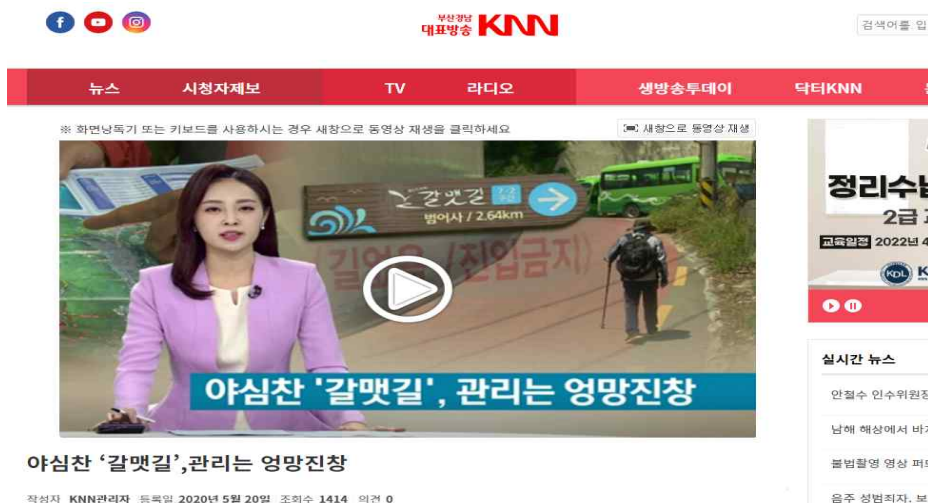 부산경남
대표방송 KNN
검색어를 입
뉴스 시청자제보 TV 라디오 생방송투데이 닥터KNN
※ 화면낭독기 또는 키보드를 사용하시는 경우 새창으로 동영상 재생을 클릭하세요
새창으로 동영상 재생
갈맷길
범어사 / 2.64km
길없음 (진입금지)
야심찬 '갈맷길', 관리는 엉망진창
정리수납
2급
교육일정 2022년 4
KDL
실시간 뉴스
안철수 인수위원장
남해 해상에서 바
불법촬영 영상 퍼
음주 성범죄자, 보
야심찬 ‘갈맷길’,관리는 엉망진창
작성자 KNN관리자 등록일 2020년 5월 20일 조회수 1414 의견 0